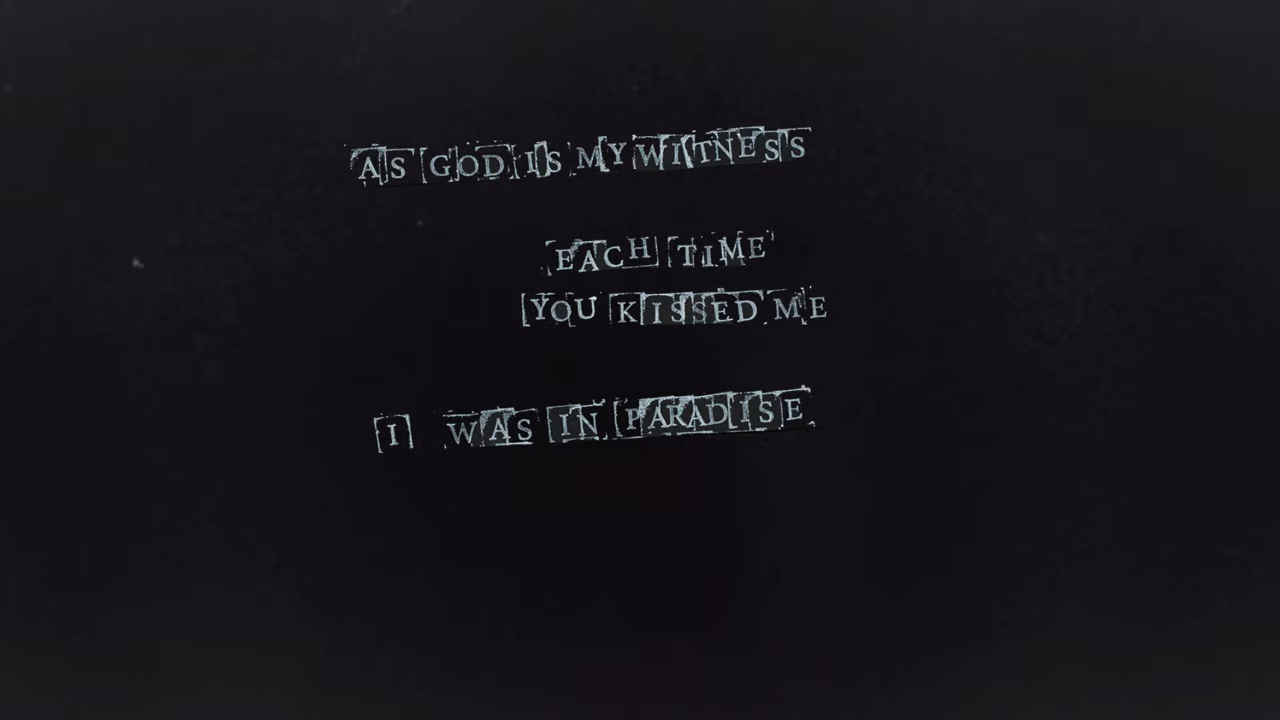 AS GOD IS MY WITNESS
EACH TIME
YOU KISSED ME
I WAS IN PARADISE